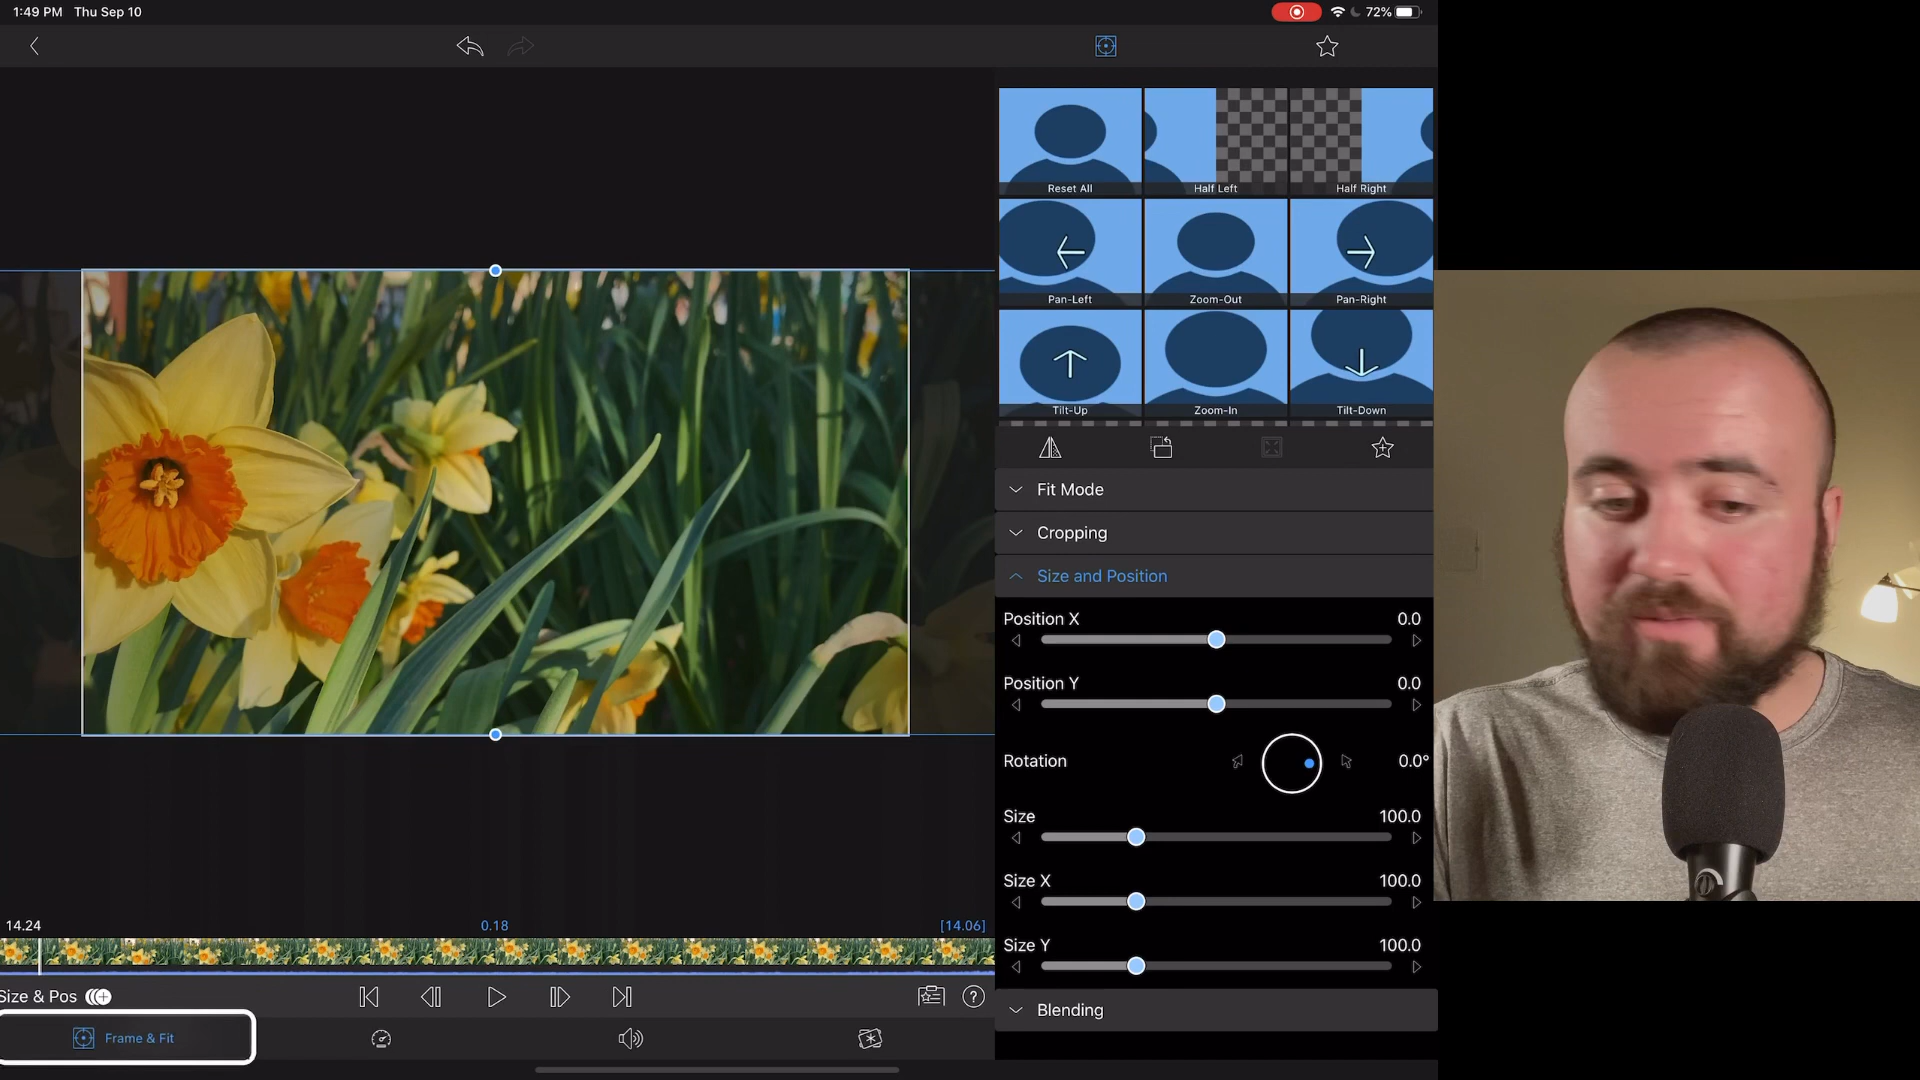 1:49 PM Thu Sep 10
72%
Reset All
Half Left
Half Right
Pan-Left
Zoom-Out
Pan-Right
Tilt-Up
Zoom-In
Tilt-Down
Fit Mode
Cropping
Size and Position
Position X 0.0
Position Y 0.0
Rotation 0.0°
Size 100.0
Size X 100.0
Size Y 100.0
Blending
14.24 0.18 [14.06]
Size & Pos
?
Frame & Fit